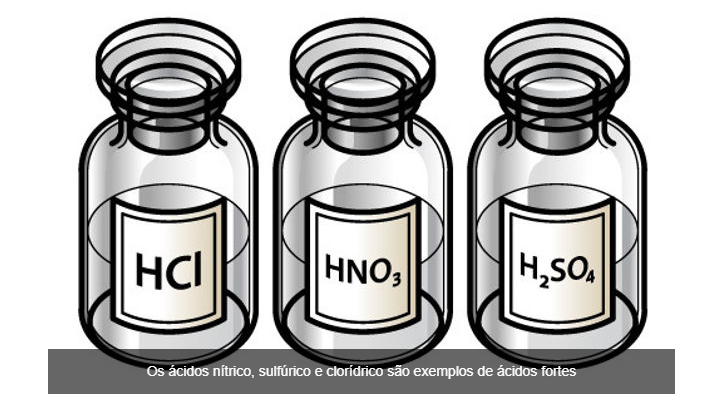 HCl
HNO₃
H₂SO₄
Os ácidos nítrico, sulfúrico e clorídrico são exemplos de ácidos fortes